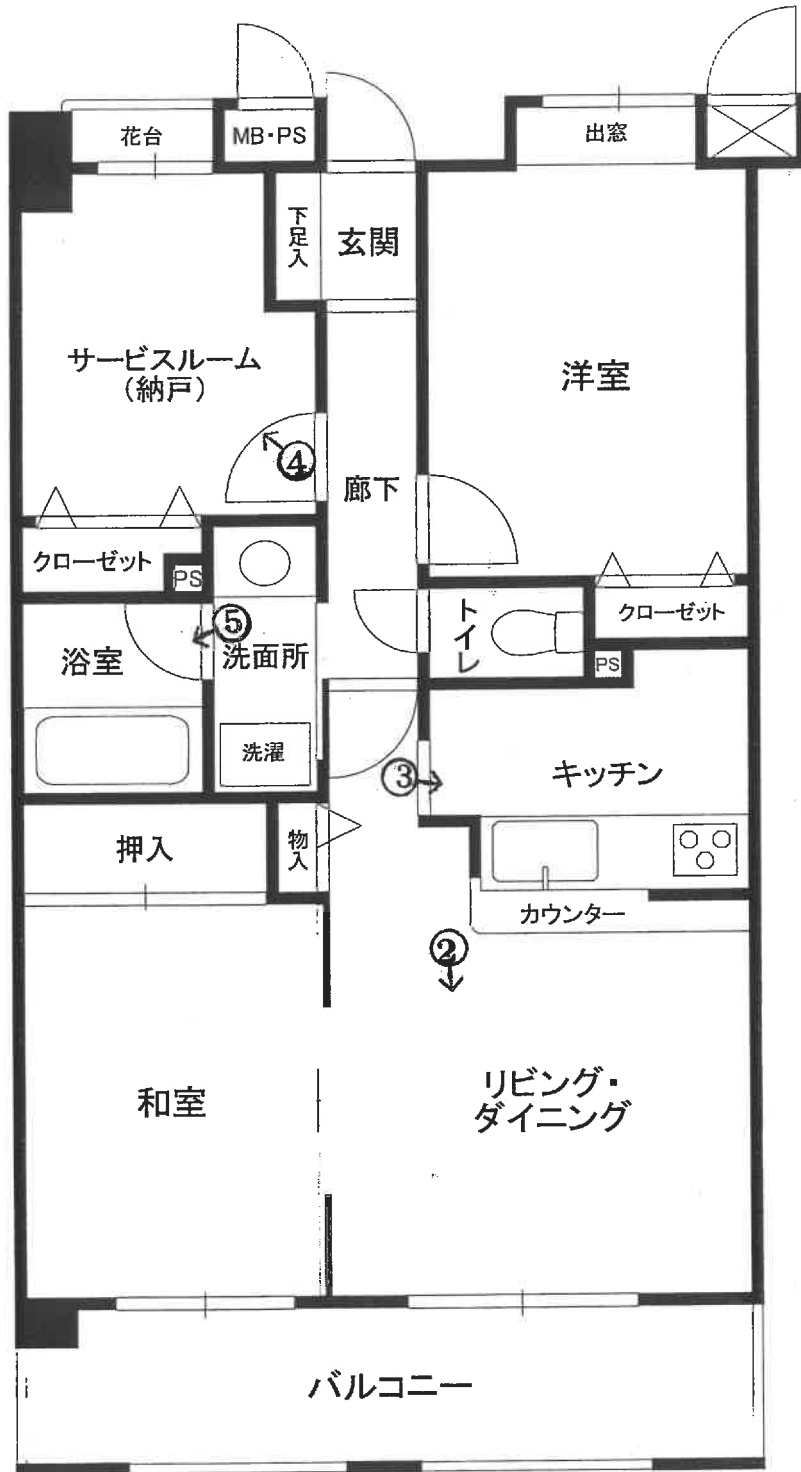 花台
MB・PS
出窓
下足入
玄関
サービスルーム
（納戸）
洋室
④
廊下
クローゼット
PS
クローゼット
トイレ
⑤
浴室
洗面所
PS
洗濯
③
キッチン
押入
物入
カウンター
②
和室
リビング・
ダイニング
バルコニー